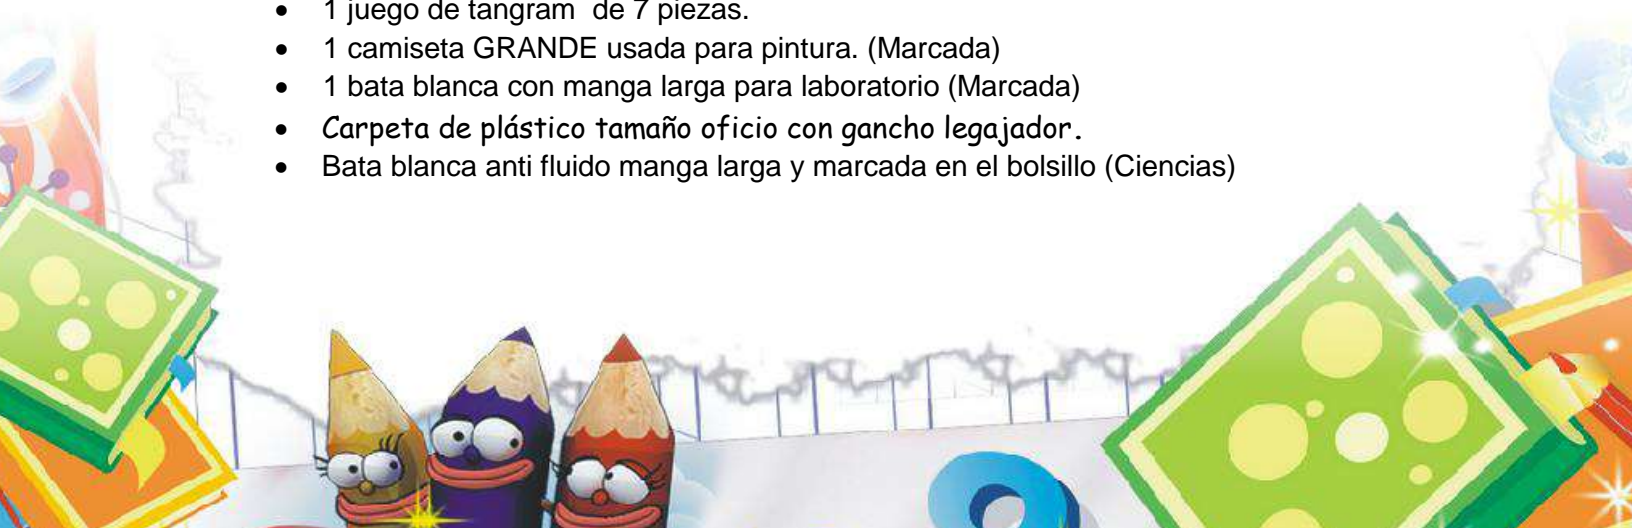 • 1 juego de tangram  de 7 piezas.
• 1 camiseta GRANDE usada para pintura. (Marcada)
• 1 bata blanca con manga larga para laboratorio (Marcada)
• Carpeta de plástico tamaño oficio con gancho legajador.
• Bata blanca anti fluido manga larga y marcada en el bolsillo (Ciencias)